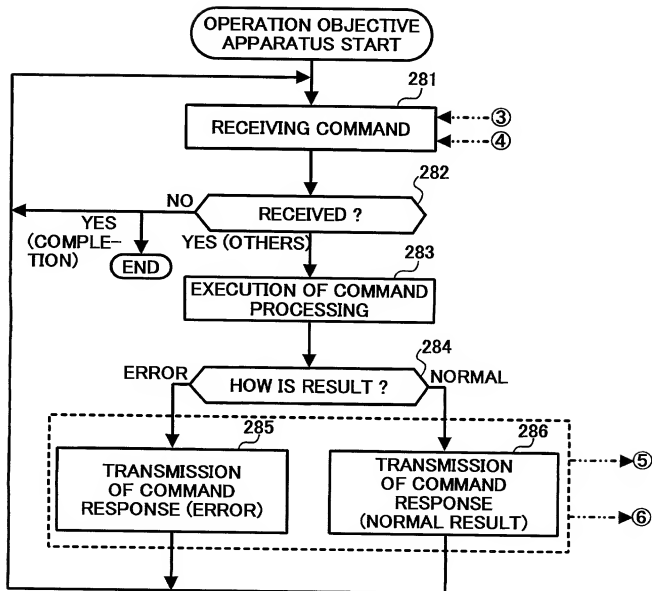 OPERATION OBJECTIVE
APPARATUS START
281
RECEIVING COMMAND
③
④
282
NO
RECEIVED ?
YES
(COMPLE-
TION)
YES (OTHERS)
END
283
EXECUTION OF COMMAND
PROCESSING
284
ERROR
HOW IS RESULT ?
NORMAL
285
TRANSMISSION
OF COMMAND
RESPONSE (ERROR)
286
TRANSMISSION
OF COMMAND
RESPONSE
(NORMAL RESULT)
⑤
⑥